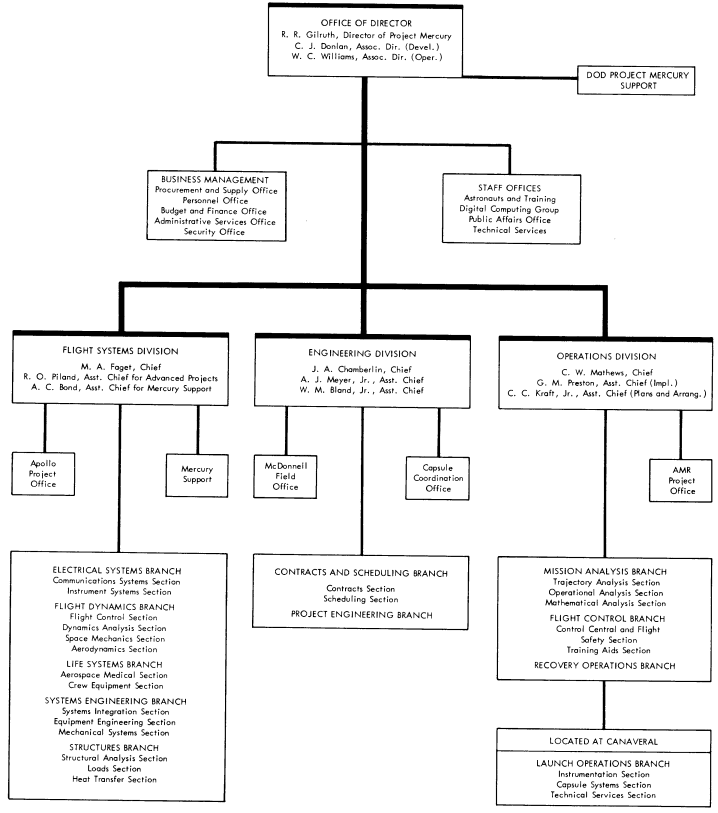 OFFICE OF DIRECTOR
R. R. Gilruth, Director of Project Mercury
C. J. Donlan, Assoc. Dir. (Devel.)
W. C. Williams, Assoc. Dir. (Oper.)
DOD PROJECT MERCURY
SUPPORT
BUSINESS MANAGEMENT
Procurement and Supply Office
Personnel Office
Budget and Finance Office
Administrative Services Office
Security Office
STAFF OFFICES
Astronauts and Training
Digital Computing Group
Public Affairs Office
Technical Services
FLIGHT SYSTEMS DIVISION
M. A. Faget, Chief
R. O. Piland, Asst. Chief for Advanced Projects
A. C. Bond, Asst. Chief for Mercury Support
ENGINEERING DIVISION
J. A. Chamberlin, Chief
A. J. Meyer, Jr., Asst. Chief
W. M. Bland, Jr., Asst. Chief
OPERATIONS DIVISION
C. W. Mathews, Chief
G. M. Preston, Asst. Chief (Impl.)
C. C. Kraft, Jr., Asst. Chief (Plans and Arrang.)
Apollo
Project
Office
Mercury
Support
McDonnell
Field
Office
Capsule
Coordination
Office
AMR
Project
Office
ELECTRICAL SYSTEMS BRANCH
Communications Systems Section
Instrument Systems Section
FLIGHT DYNAMICS BRANCH
Flight Control Section
Dynamics Analysis Section
Space Mechanics Section
Aerodynamics Section
LIFE SYSTEMS BRANCH
Aerospace Medical Section
Crew Equipment Section
SYSTEMS ENGINEERING BRANCH
Systems Integration Section
Equipment Engineering Section
Mechanical Systems Section
STRUCTURES BRANCH
Structural Analysis Section
Loads Section
Heat Transfer Section
CONTRACTS AND SCHEDULING BRANCH
Contracts Section
Scheduling Section
PROJECT ENGINEERING BRANCH
MISSION ANALYSIS BRANCH
Trajectory Analysis Section
Operational Analysis Section
Mathematical Analysis Section
FLIGHT CONTROL BRANCH
Control Central and Flight
Safety Section
Training Aids Section
RECOVERY OPERATIONS BRANCH
LOCATED AT CANAVERAL
LAUNCH OPERATIONS BRANCH
Instrumentation Section
Capsule Systems Section
Technical Services Section